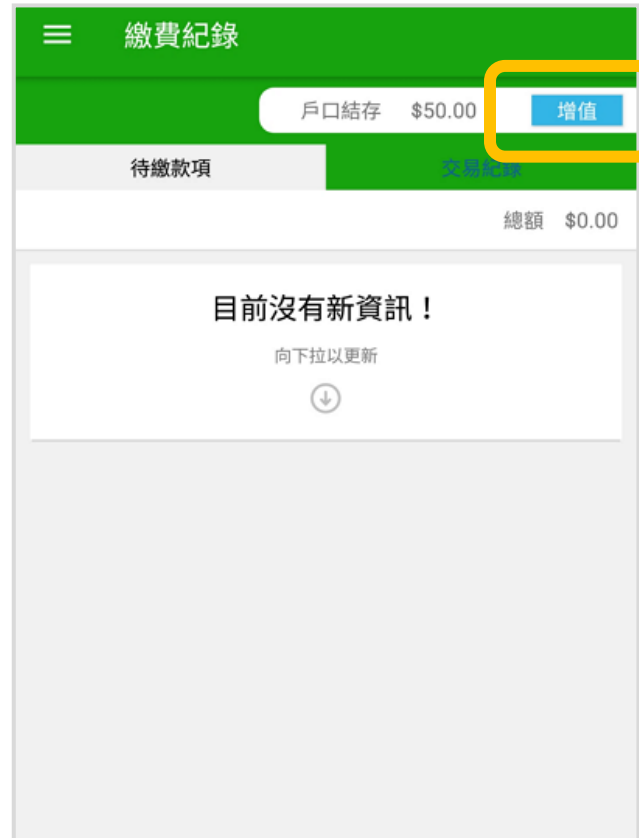 繳費紀錄
戶口結存 $50.00 增值
待繳款項 交易紀錄
總額 $0.00
目前沒有新資訊！
向下拉以更新